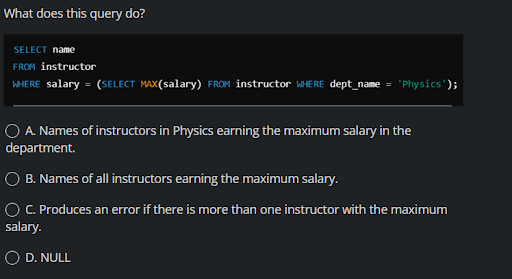 What does this query do?
SELECT name
FROM instructor
WHERE salary = (SELECT MAX(salary) FROM instructor WHERE dept_name = 'Physics');
A. Names of instructors in Physics earning the maximum salary in the
department.
B. Names of all instructors earning the maximum salary.
C. Produces an error if there is more than one instructor with the maximum
salary.
D. NULL